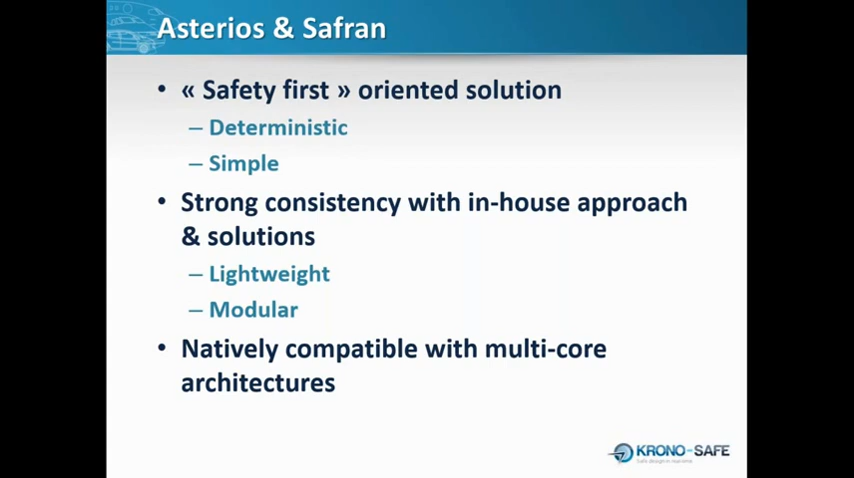 Asterios & Safran
• « Safety first » oriented solution
– Deterministic
– Simple
• Strong consistency with in-house approach
& solutions
– Lightweight
– Modular
• Natively compatible with multi-core
architectures
KRONO-SAFE